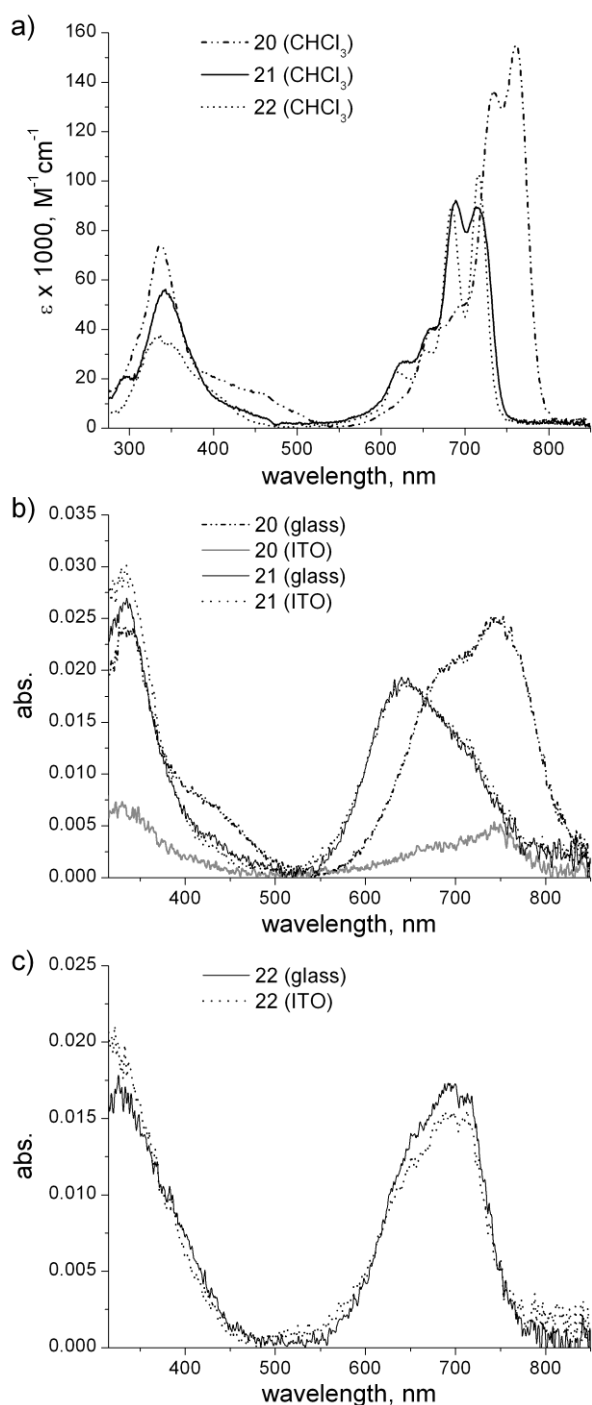 a)
20 (CHCl₃)
21 (CHCl₃)
22 (CHCl₃)
ε x 1000, M⁻¹cm⁻¹
160
140
120
100
80
60
40
20
0
300 400 500 600 700 800
wavelength, nm
b)
20 (glass)
20 (ITO)
21 (glass)
21 (ITO)
abs.
0.035
0.030
0.025
0.020
0.015
0.010
0.005
0.000
400 500 600 700 800
wavelength, nm
c)
22 (glass)
22 (ITO)
abs.
0.025
0.020
0.015
0.010
0.005
0.000
400 500 600 700 800
wavelength, nm